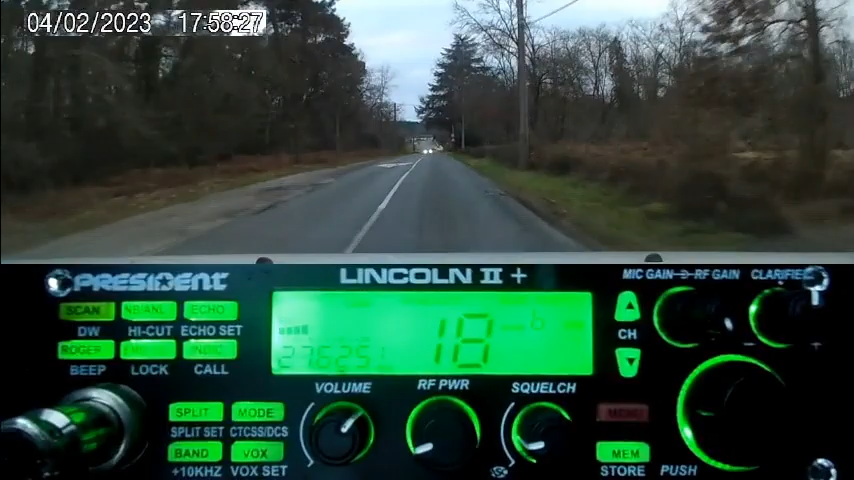 04/02/2023 17:58:27
PRESIDENT LINCOLN II + MIC GAIN RF GAIN CLARIFIER
SCAN NB/ANL ECHO
DW HI-CUT ECHO SET
ROGER
BEEP LOCK CALL
27.625
18
CH
VOLUME RF PWR SQUELCH
SPLIT MODE
SPLIT SET CTCSS/DCS
BAND VOX
+10KHZ VOX SET
MENU
MEM
STORE PUSH